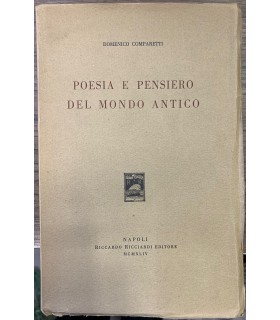 DOMENICO COMPARETTI
POESIA E PENSIERO
DEL MONDO ANTICO
NAPOLI
RICCARDO RICCIARDI EDITORE
MCMXLIV